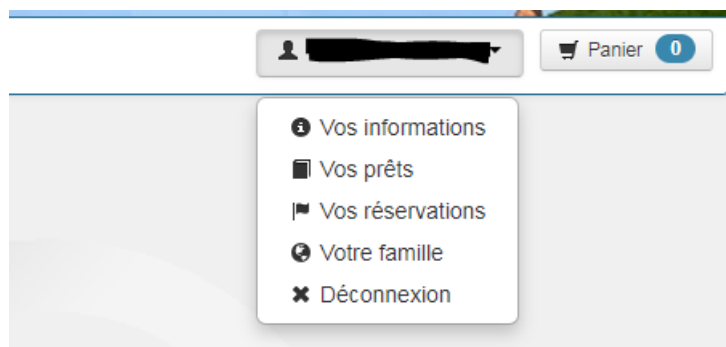 Panier 0
Vos informations
Vos prêts
Vos réservations
Votre famille
Déconnexion